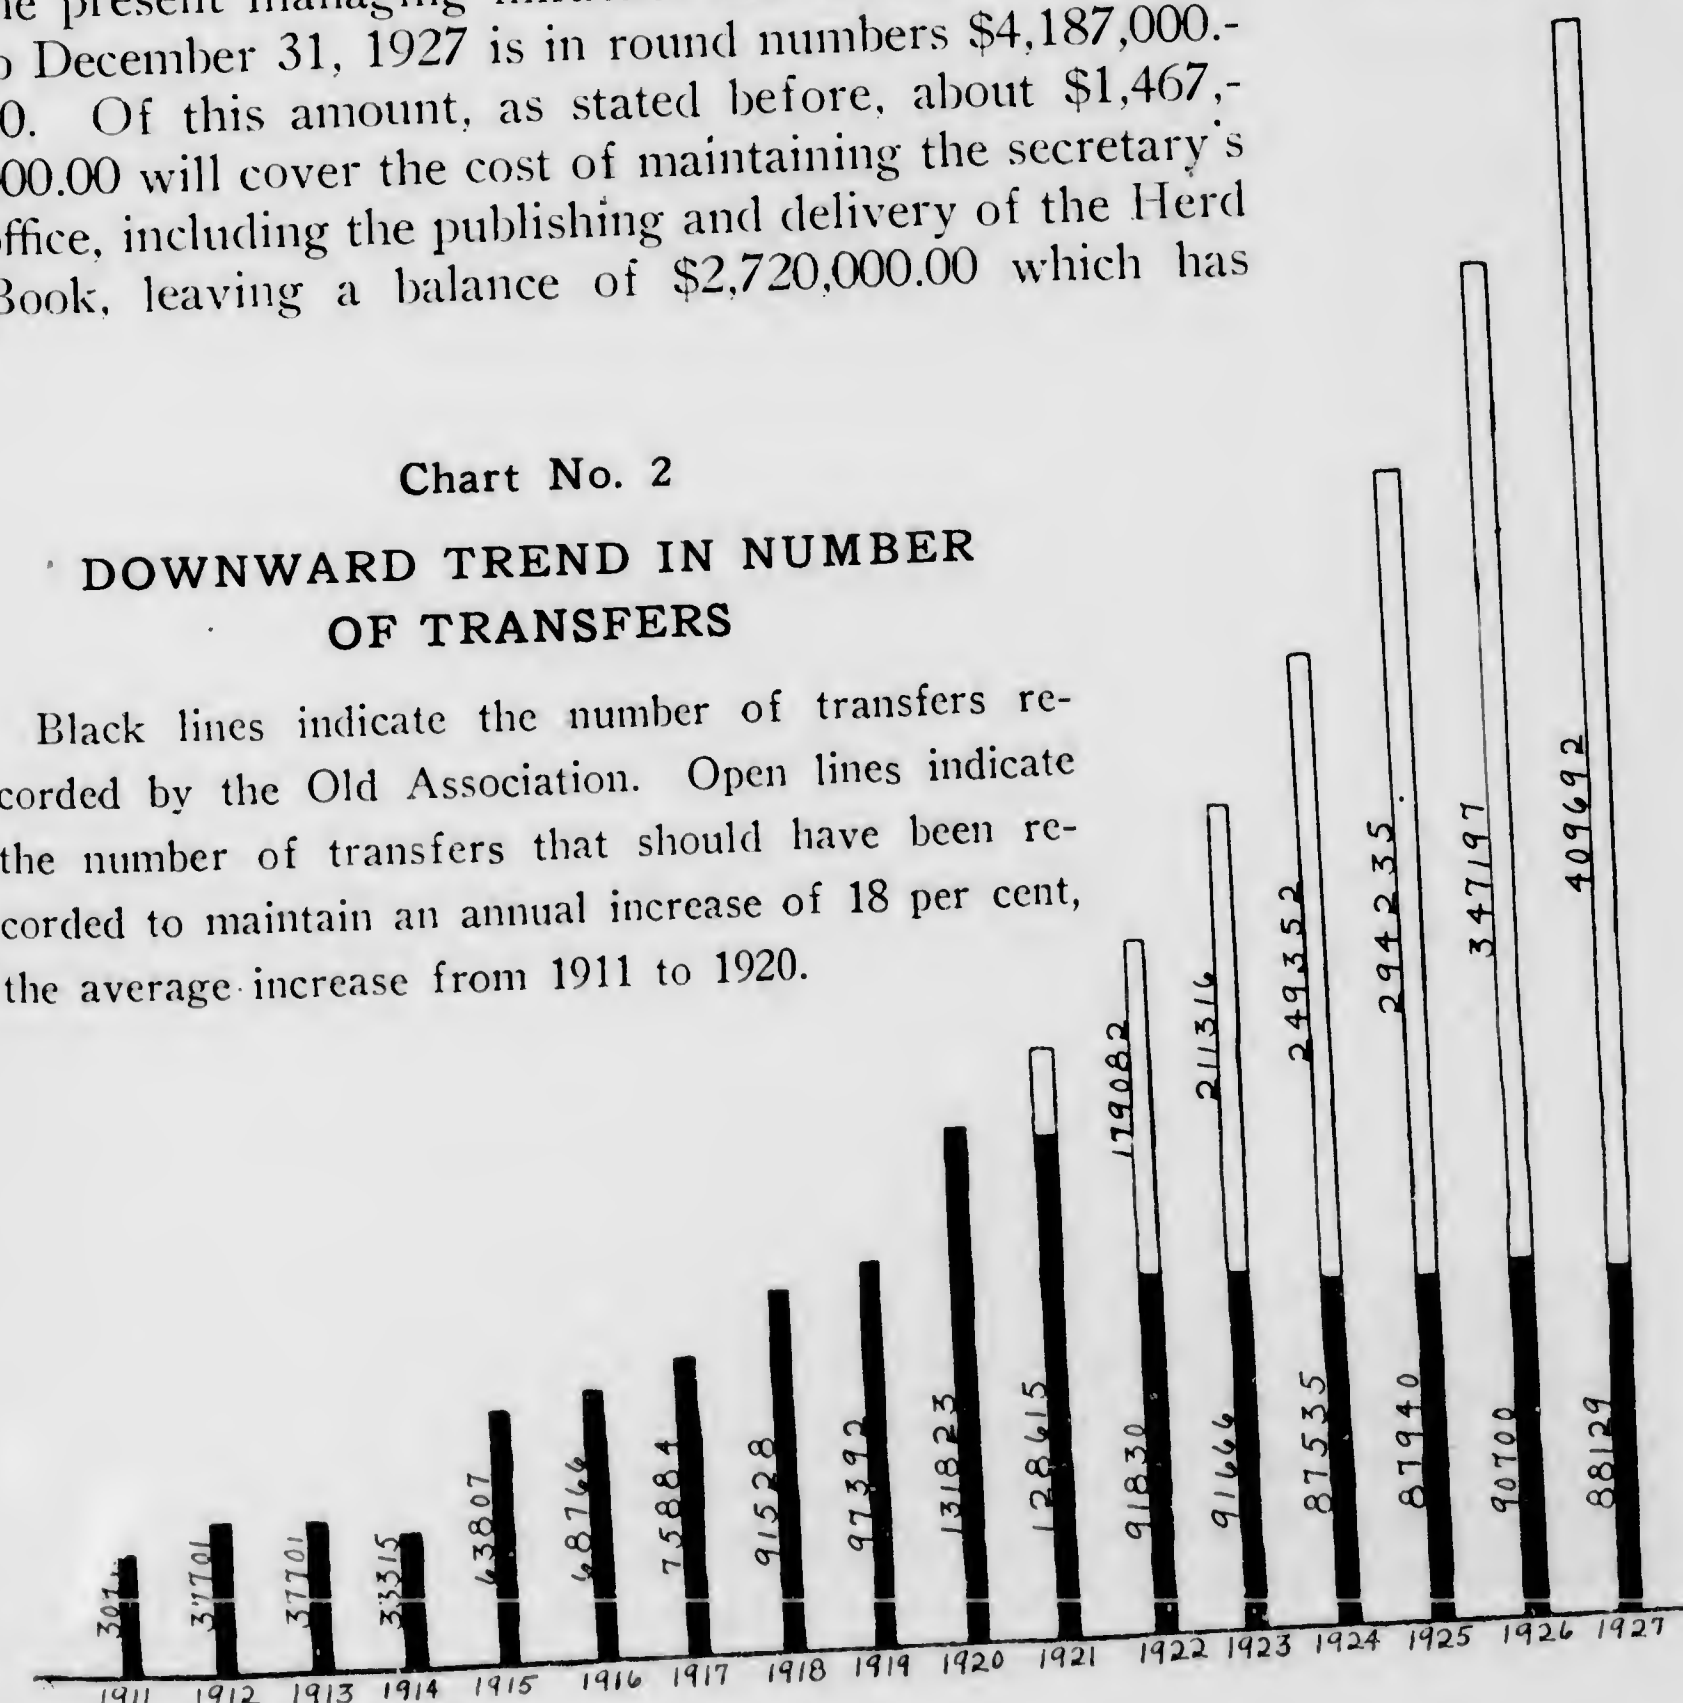 present managing
December 31, 1927 is in round numbers $4,187,000.-
0. Of this amount, as stated before, about $1,467,-
00.00 will cover the cost of maintaining the secretary's
ffice, including the publishing and delivery of the Herd
Book, leaving a balance of $2,720,000.00 which has
Chart No. 2
DOWNWARD TREND IN NUMBER
OF TRANSFERS
Black lines indicate the number of transfers re-
corded by the Old Association. Open lines indicate
the number of transfers that should have been re-
corded to maintain an annual increase of 18 per cent,
the average increase from 1911 to 1920.
37701
37701
33315
63807
68766
75884
91528
97392
131823
128615
179082
91830
211316
91666
249352
87535
294235
87940
347197
90700
409692
88129
1911 1912 1913 1914 1915 1916 1917 1918 1919 1920 1921 1922 1923 1924 1925 1926 1927